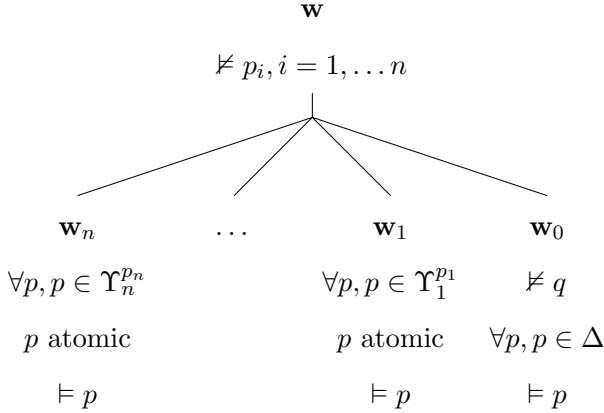 w
⊭ p_i, i = 1, … n
w_n … w_1 w_0
∀p, p ∈ Υ_n^{p_n} ∀p, p ∈ Υ_1^{p_1} ⊭ q
p atomic p atomic ∀p, p ∈ Δ
⊨ p ⊨ p ⊨ p